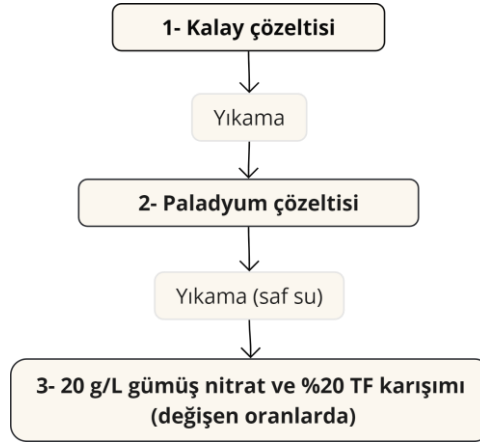 1- Kalay çözeltisi
Yıkama
2- Paladyum çözeltisi
Yıkama (saf su)
3- 20 g/L gümüş nitrat ve %20 TF karışımı
(değişen oranlarda)